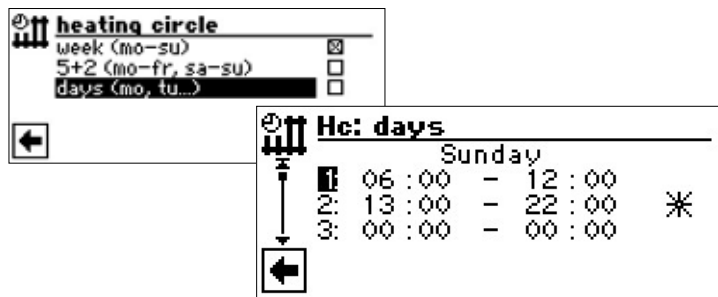 heating circle
week (mo-su)
5+2 (mo-fr, sa-su)
days (mo, tu...)
Hc: days
Sunday
1: 06 : 00 - 12 : 00
2: 13 : 00 - 22 : 00
3: 00 : 00 - 00 : 00